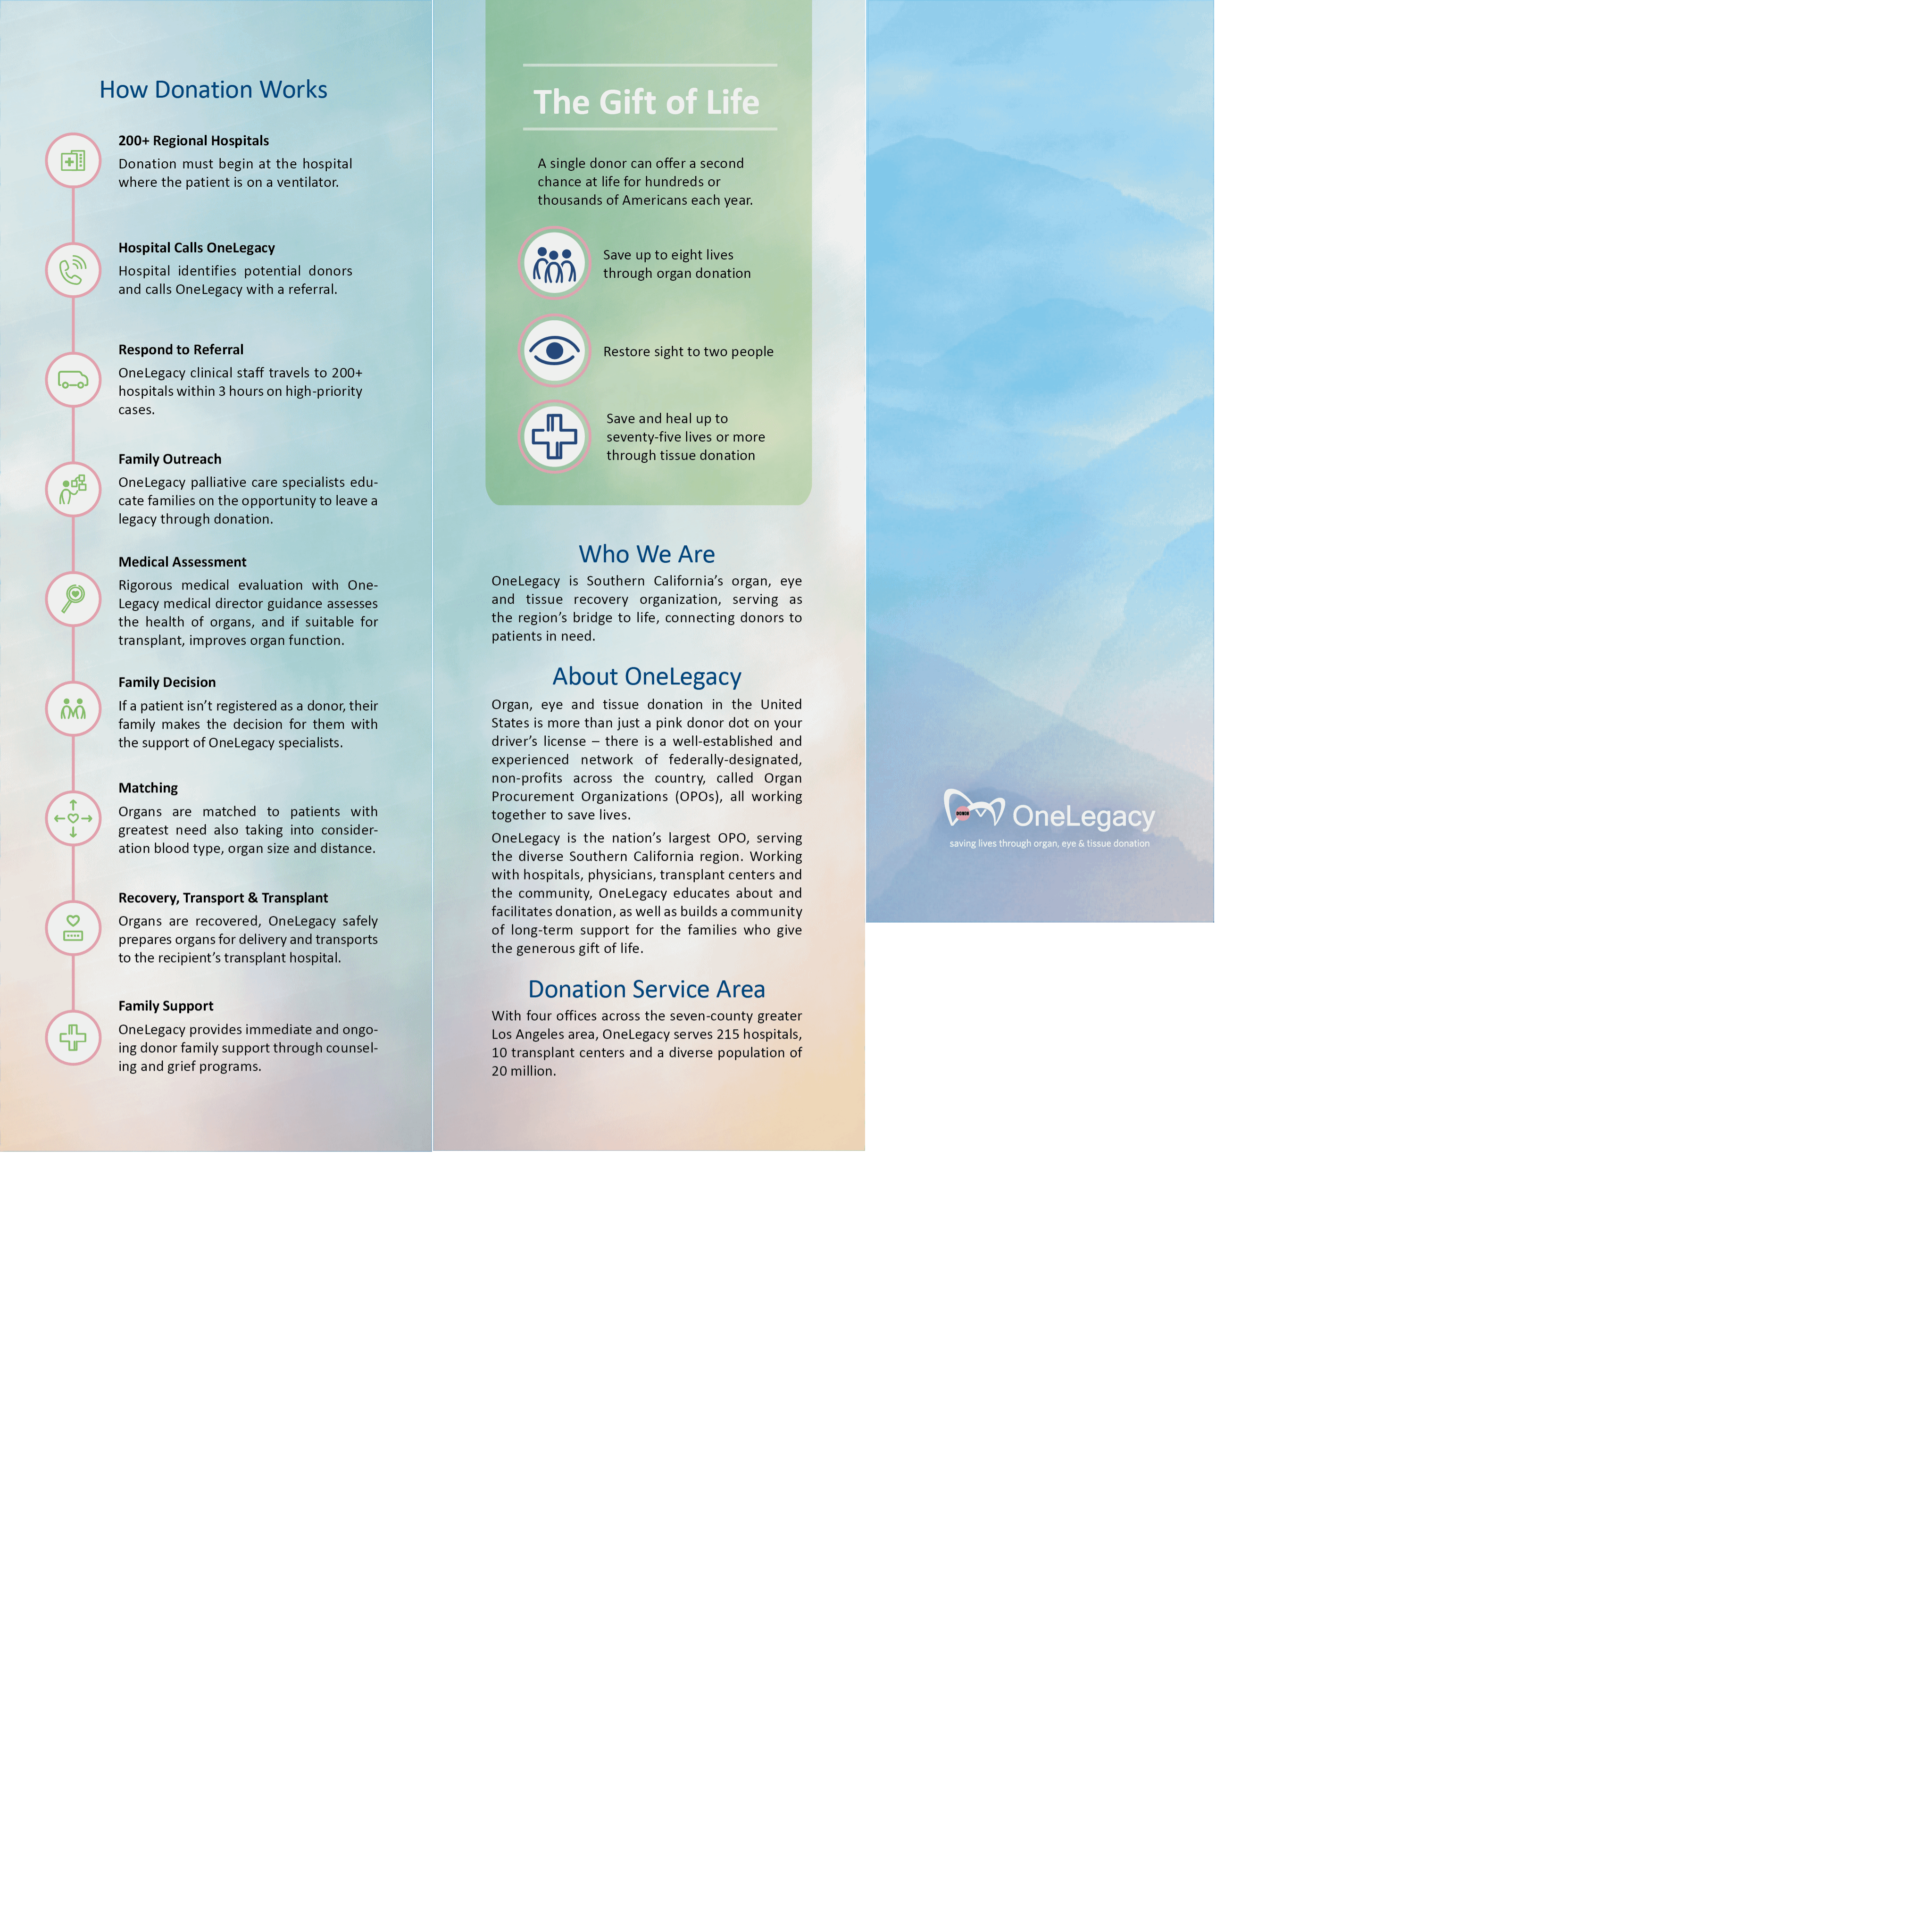 How Donation Works
200+ Regional Hospitals
Donation must begin at the hospital
where the patient is on a ventilator.
Hospital Calls OneLegacy
Hospital identifies potential donors
and calls OneLegacy with a referral.
Respond to Referral
OneLegacy clinical staff travels to 200+
hospitals within 3 hours on high-priority
cases.
Family Outreach
OneLegacy palliative care specialists edu-
cate families on the opportunity to leave a
legacy through donation.
Medical Assessment
Rigorous medical evaluation with One-
Legacy medical director guidance assesses
the health of organs, and if suitable for
transplant, improves organ function.
Family Decision
If a patient isn't registered as a donor, their
family makes the decision for them with
the support of OneLegacy specialists.
Matching
Organs are matched to patients with
greatest need also taking into consider-
ation blood type, organ size and distance.
Recovery, Transport & Transplant
Organs are recovered, OneLegacy safely
prepares organs for delivery and transports
to the recipient's transplant hospital.
Family Support
OneLegacy provides immediate and ongo-
ing donor family support through counsel-
ing and grief programs.
The Gift of Life
A single donor can offer a second
chance at life for hundreds or
thousands of Americans each year.
Save up to eight lives
through organ donation
Restore sight to two people
Save and heal up to
seventy-five lives or more
through tissue donation
Who We Are
OneLegacy is Southern California's organ, eye
and tissue recovery organization, serving as
the region's bridge to life, connecting donors to
patients in need.
About OneLegacy
Organ, eye and tissue donation in the United
States is more than just a pink donor dot on your
driver's license – there is a well-established and
experienced network of federally-designated,
non-profits across the country, called Organ
Procurement Organizations (OPOs), all working
together to save lives.
OneLegacy is the nation's largest OPO, serving
the diverse Southern California region. Working
with hospitals, physicians, transplant centers and
the community, OneLegacy educates about and
facilitates donation, as well as builds a community
of long-term support for the families who give
the generous gift of life.
Donation Service Area
With four offices across the seven-county greater
Los Angeles area, OneLegacy serves 215 hospitals,
10 transplant centers and a diverse population of
20 million.
OneLegacy
saving lives through organ, eye & tissue donation